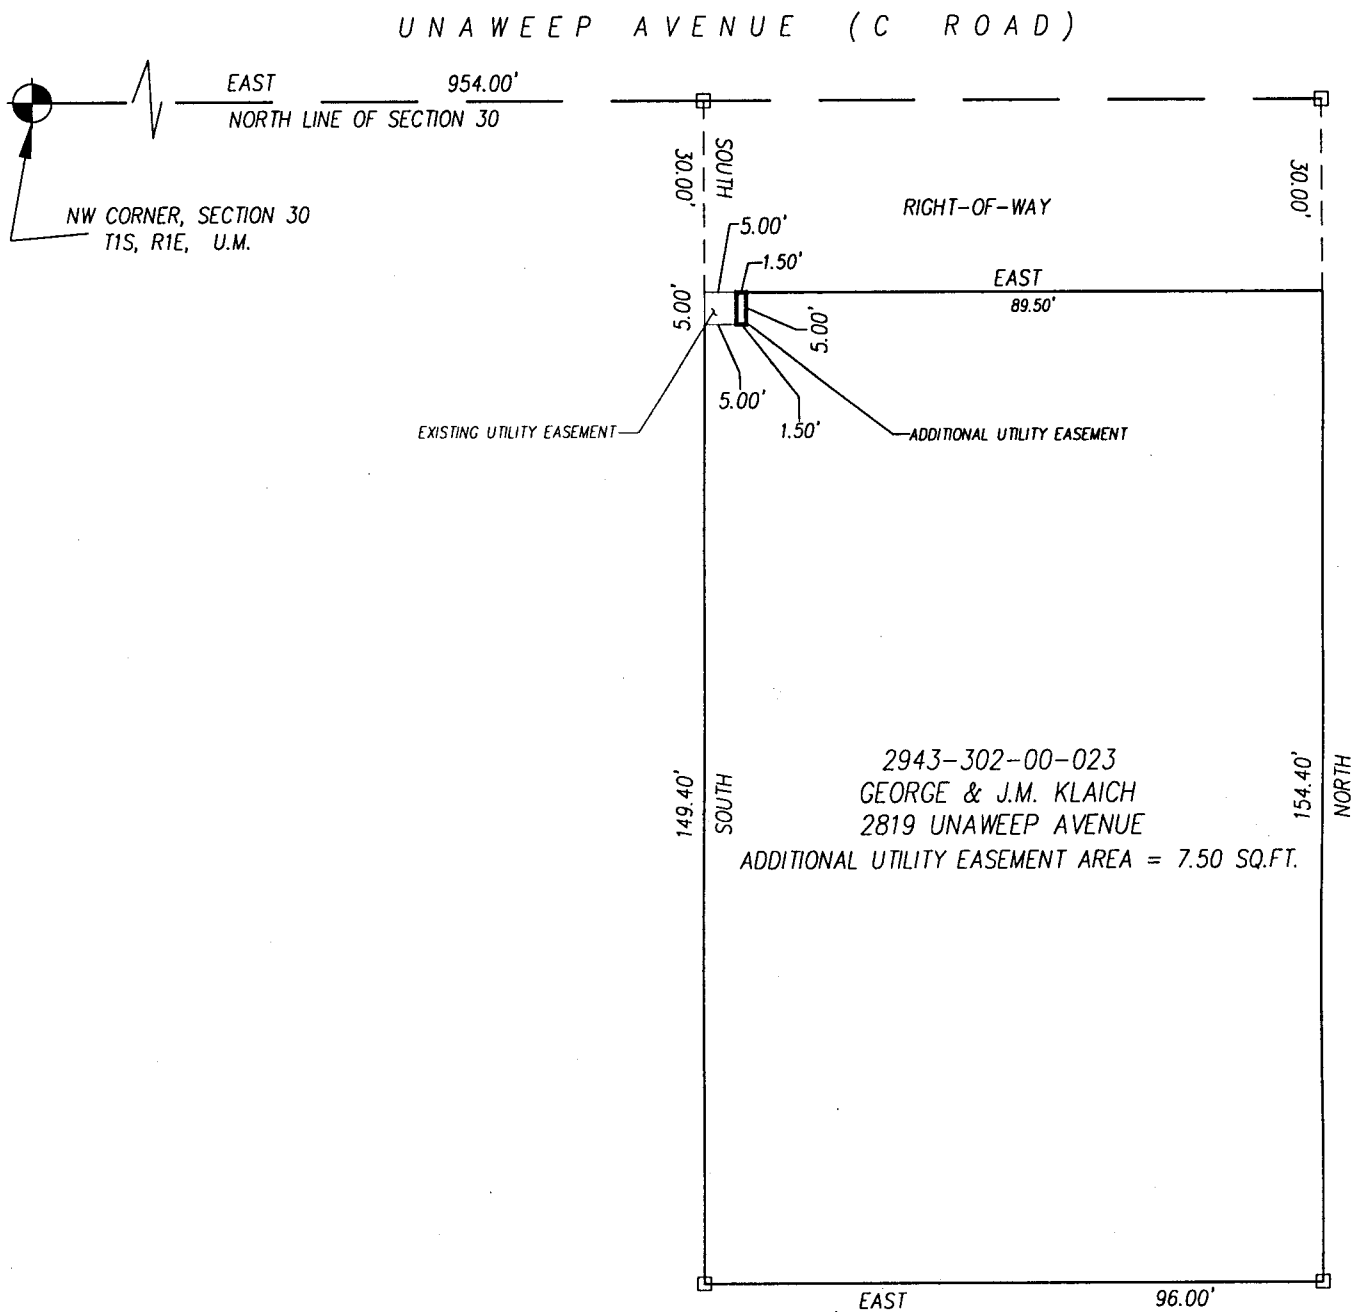 UNAWEEP AVENUE (C ROAD)
EAST 954.00'
NORTH LINE OF SECTION 30
NW CORNER, SECTION 30
T1S, R1E, U.M.
30.00'
SOUTH
30.00'
RIGHT-OF-WAY
5.00'
1.50'
EAST
89.50'
5.00'
5.00'
5.00'
1.50'
EXISTING UTILITY EASEMENT
ADDITIONAL UTILITY EASEMENT
149.40'
SOUTH
2943-302-00-023
GEORGE & J.M. KLAICH
2819 UNAWEEP AVENUE
ADDITIONAL UTILITY EASEMENT AREA = 7.50 SQ.FT.
154.40'
NORTH
EAST 96.00'